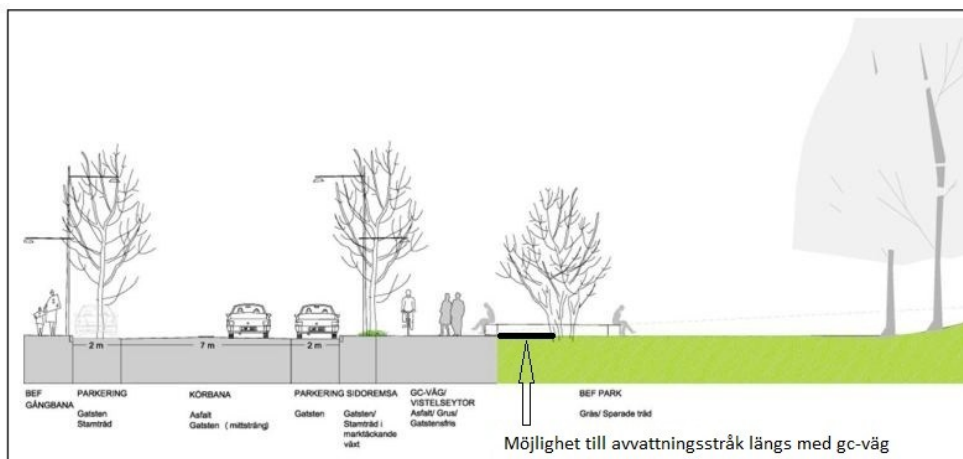 2 m
7 m
2 m
BEF
GÅNGBANA
PARKERING
Gatsten
Stamträd
KÖRBANA
Asfalt
Gatsten ( mittsträng)
PARKERING
Gatsten
SIDOREMSA
Gatsten/
Stamträd i
marktäckande
växt
GC-VÄG/
VISTELSEYTOR
Asfalt/ Grus/
Gatstensfris
BEF PARK
Gräs/ Sparade träd
Möjlighet till avvattningsstråk längs med gc-väg